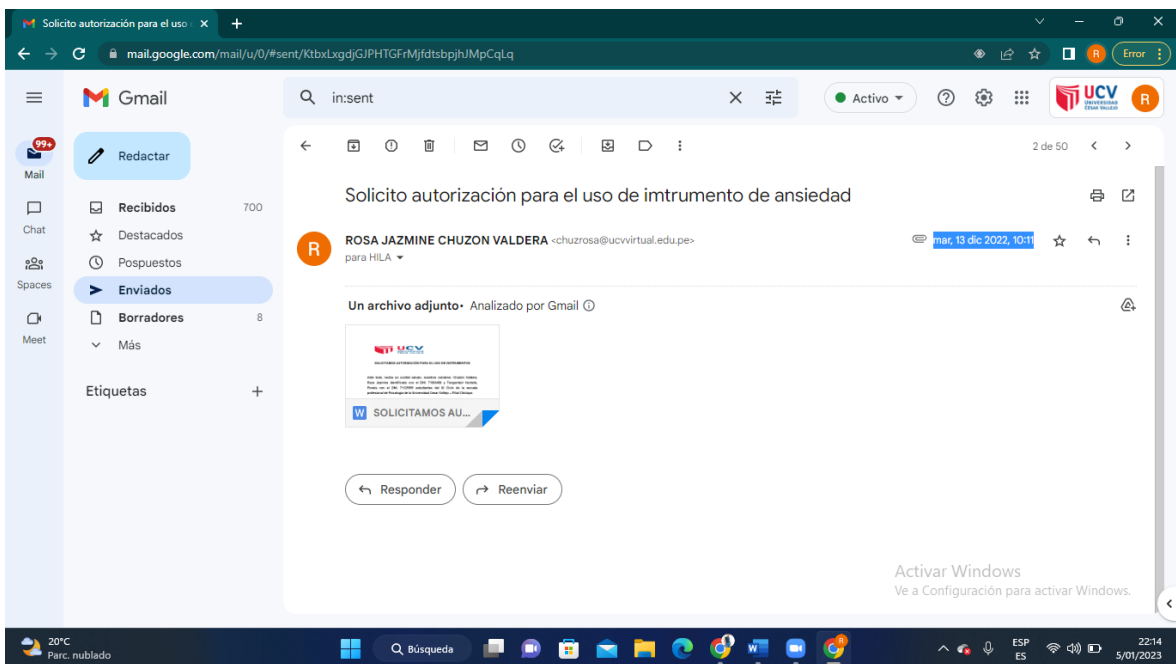 Solicito autorización para el uso
mail.google.com/mail/u/0/#sent/KtbxLxgdjGJPHTGFrMjfdtsbpjhJMpCqLq
R
Error
Gmail
in:sent
Activo
UCV
UNIVERSIDAD
CÉSAR VALLEJO
R
99+
Mail
Chat
Spaces
Meet
Redactar
Recibidos 700
Destacados
Pospuestos
Enviados
Borradores 8
Más
Etiquetas
2 de 50
Solicito autorización para el uso de imtrumento de ansiedad
R
ROSA JAZMINE CHUZON VALDERA <chuzrosa@ucvvirtual.edu.pe>
mar, 13 dic 2022, 10:11
para HILA
Un archivo adjunto• Analizado por Gmail
UCV
W SOLICITAMOS AU...
Responder
Reenviar
Activar Windows
Ve a Configuración para activar Windows.
20°C
Parc. nublado
Búsqueda
ESP
ES
22:14
5/01/2023